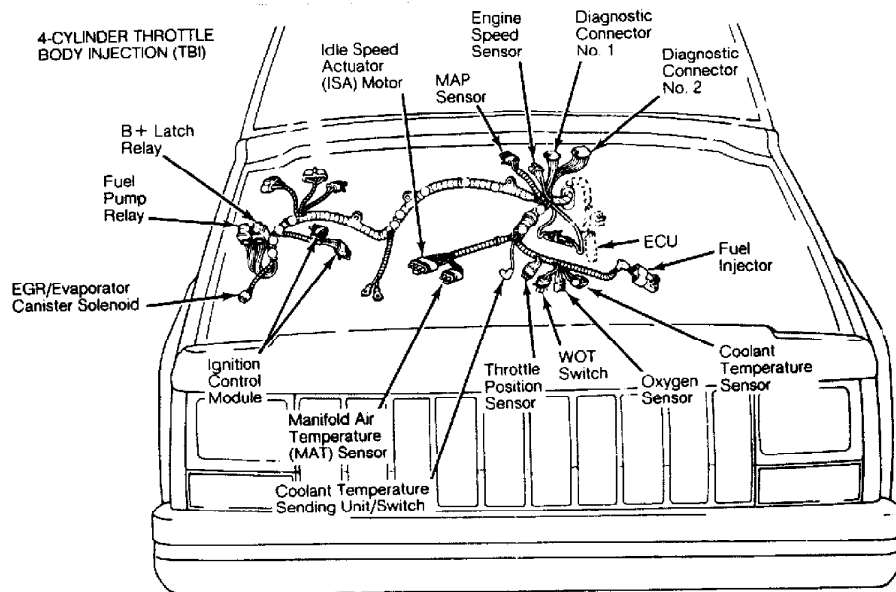 4-CYLINDER THROTTLE
BODY INJECTION (TBI)
Idle Speed
Actuator
(ISA) Motor
MAP
Sensor
Engine
Speed
Sensor
Diagnostic
Connector
No. 1
Diagnostic
Connector
No. 2
B+ Latch
Relay
Fuel
Pump
Relay
EGR/Evaporator
Canister Solenoid
ECU
Fuel
Injector
Ignition
Control
Module
Manifold Air
Temperature
(MAT) Sensor
Coolant Temperature
Sending Unit/Switch
Throttle
Position
Sensor
WOT
Switch
Oxygen
Sensor
Coolant
Temperature
Sensor